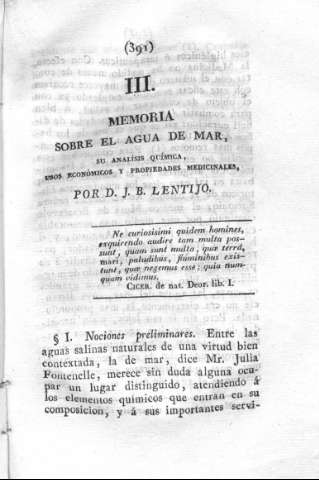 (391)
III.
MEMORIA
SOBRE EL AGUA DE MAR,
SU ANALÍSIS QUÍMICA,
USOS ECONÓMICOS Y PROPIEDADES MEDICINALES,
POR D. J. B. LENTIJO.
Ne curiosisimi quidem homines,
exquirendo audire tam multa pos-
sunt, quam sunt multa, quæ terrâ,
mari, paludibus, fluminibus exis-
tunt, quæ negemus esse; quia num-
quam vidimus.
CICER. de nat. Deor. lib. I.
§ I. Nociones preliminares. Entre las
aguas salinas naturales de una virtud bien
contextada, la de mar, dice Mr. Julia
Fontenelle, merece sin duda alguna ocu-
par un lugar distinguido, atendiendo á
los elementos químicos que entran en su
composicion, y á sus importantes servi-